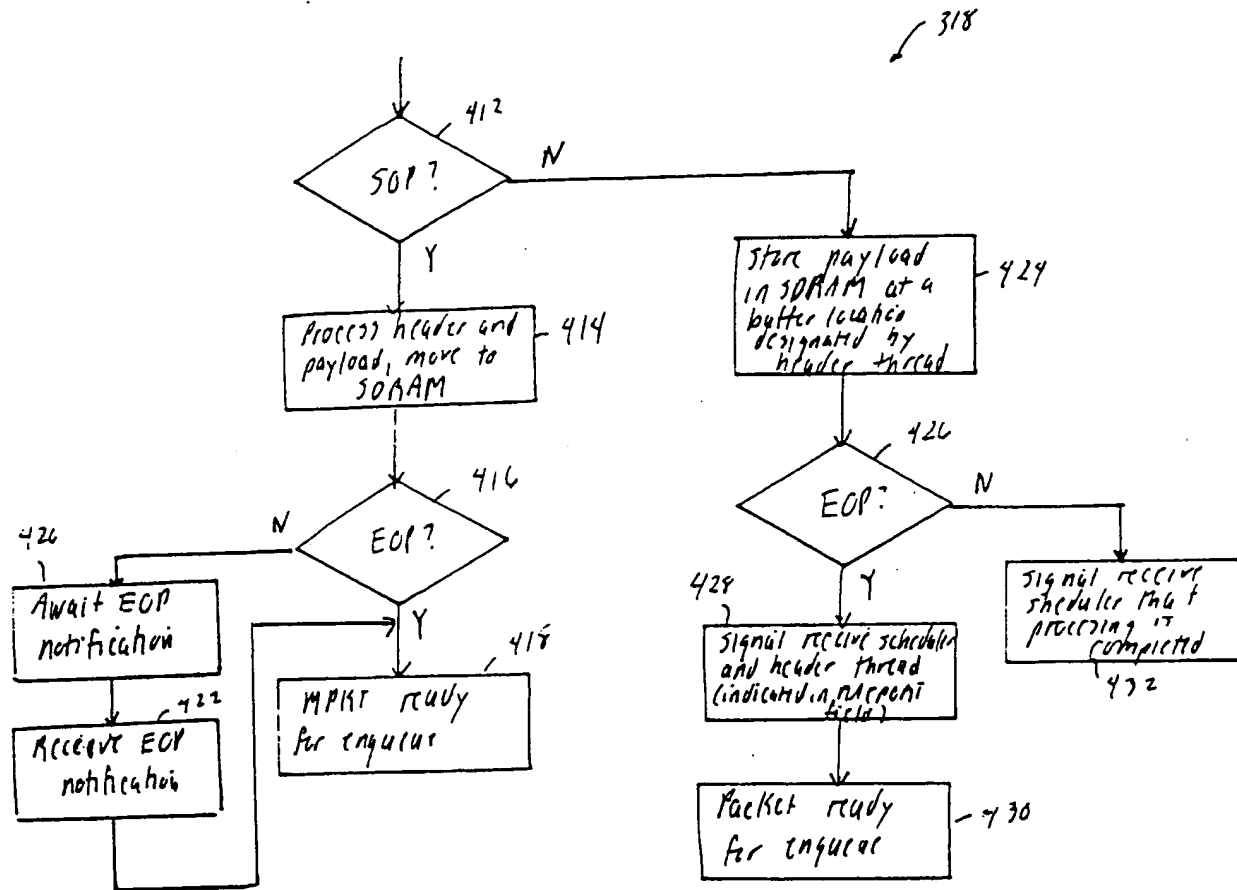 318
412
SOP?
N
Y
Process header and
payload, move to
SDRAM
414
416
EOP?
N
Y
426
Await EOP
notification
422
Receive EOP
notification
418
MPKT ready
for enqueue
Store payload
in SDRAM at a
buffer location
designated by
header thread
424
426
EOP?
N
Y
428
Signal receive scheduler
and header thread
(indicated in
field)
Signal receive
sheduler that
processing is
completed
432
Packet ready
for enqueue
430